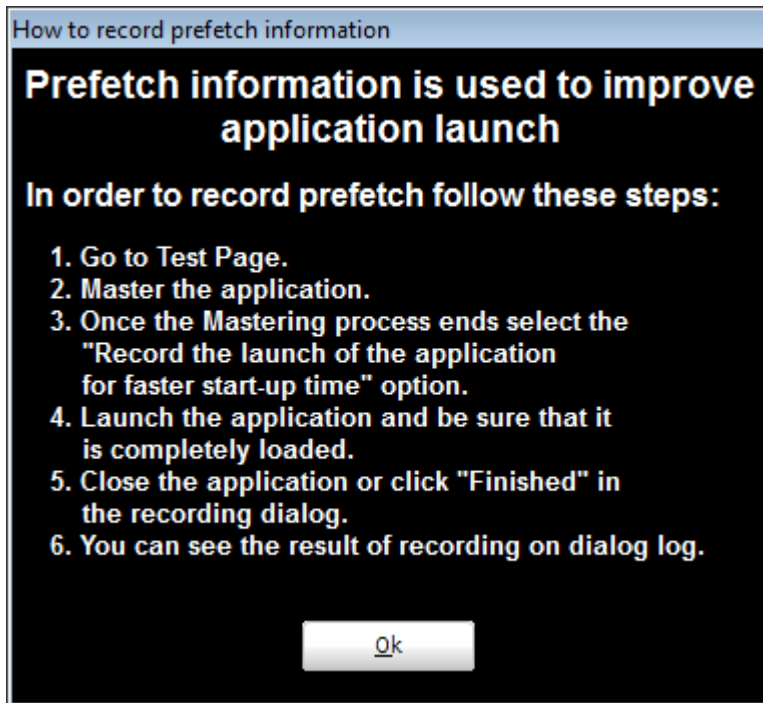 How to record prefetch information
Prefetch information is used to improve
application launch
In order to record prefetch follow these steps:
1. Go to Test Page.
2. Master the application.
3. Once the Mastering process ends select the
"Record the launch of the application
for faster start-up time" option.
4. Launch the application and be sure that it
is completely loaded.
5. Close the application or click "Finished" in
the recording dialog.
6. You can see the result of recording on dialog log.
Ok